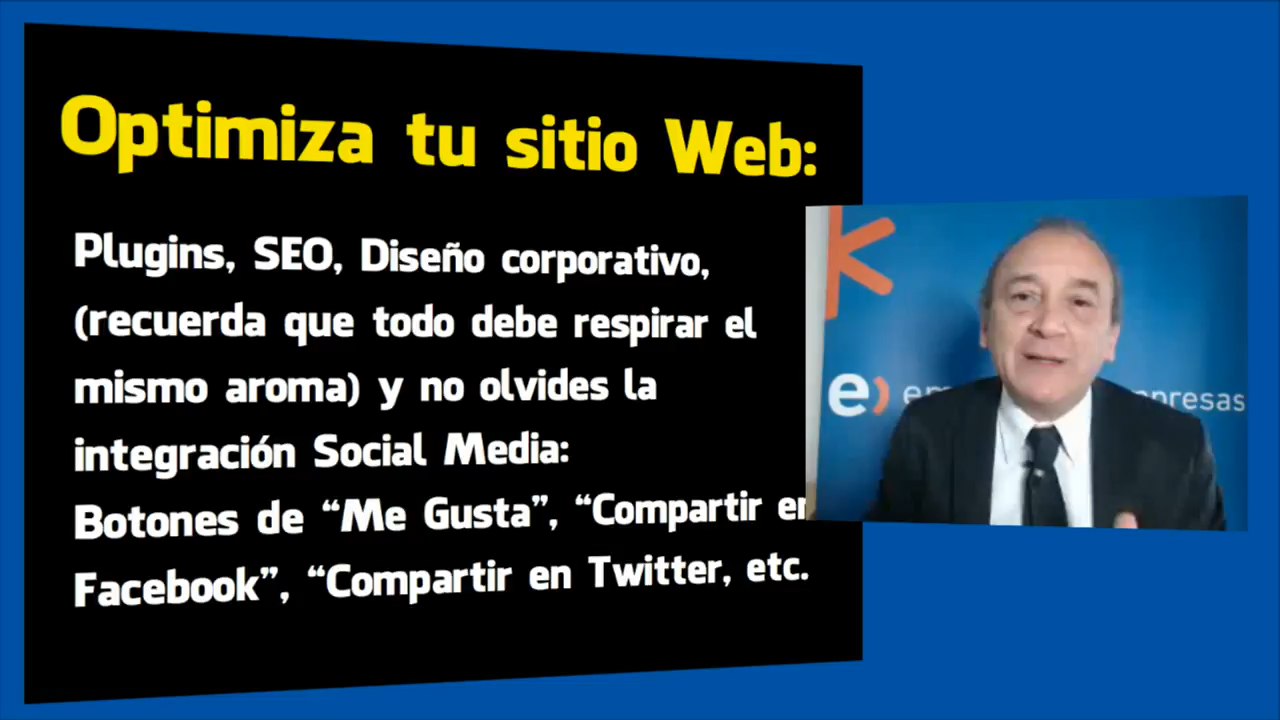 Optimiza tu sitio Web:
Plugins, SEO, Diseño corporativo,
(recuerda que todo debe respirar el
mismo aroma) y no olvides la
integración Social Media:
Botones de “Me Gusta”, “Compartir
Facebook”, “Compartir en Twitter, etc.
e)